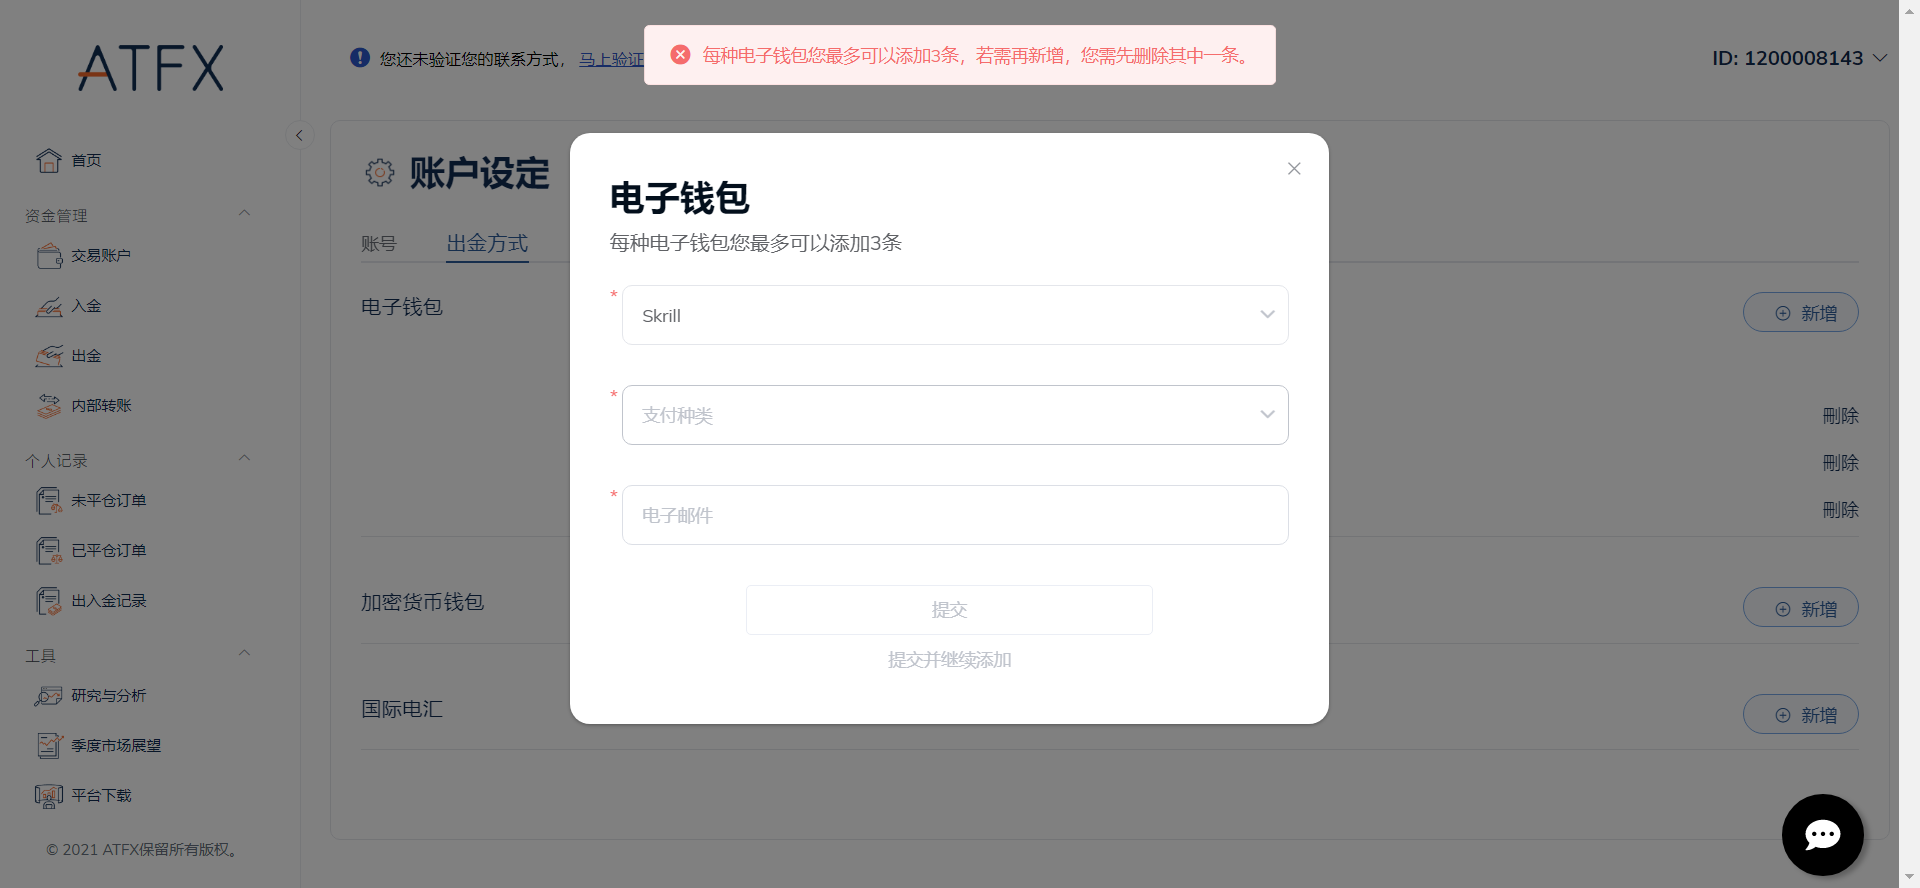 ATFX
您还未验证您的联系方式，马上验证
每种电子钱包您最多可以添加3条，若需再新增，您需先删除其中一条。
ID: 1200008143
首页
资金管理
交易账户
入金
出金
内部转账
个人记录
未平仓订单
已平仓订单
出入金记录
工具
研究与分析
季度市场展望
平台下载
© 2021 ATFX保留所有版权。
账户设定
账号
出金方式
电子钱包
新增
刪除
刪除
刪除
加密货币钱包
新增
国际电汇
新增
电子钱包
每种电子钱包您最多可以添加3条
* Skrill
* 支付种类
* 电子邮件
提交
提交并继续添加